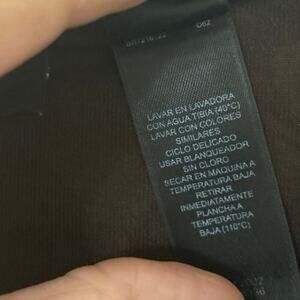 LAVAR EN LAVADORA
CON AGUA TIBIA (40°C)
LAVAR CON COLORES
SIMILARES
CICLO DELICADO
USAR BLANQUEADOR
SIN CLORO
SECAR EN MAQUINA A
TEMPERATURA BAJA
RETIRAR
INMEDIATAMENTE
PLANCHA A
TEMPERATURA
BAJA (110°C)